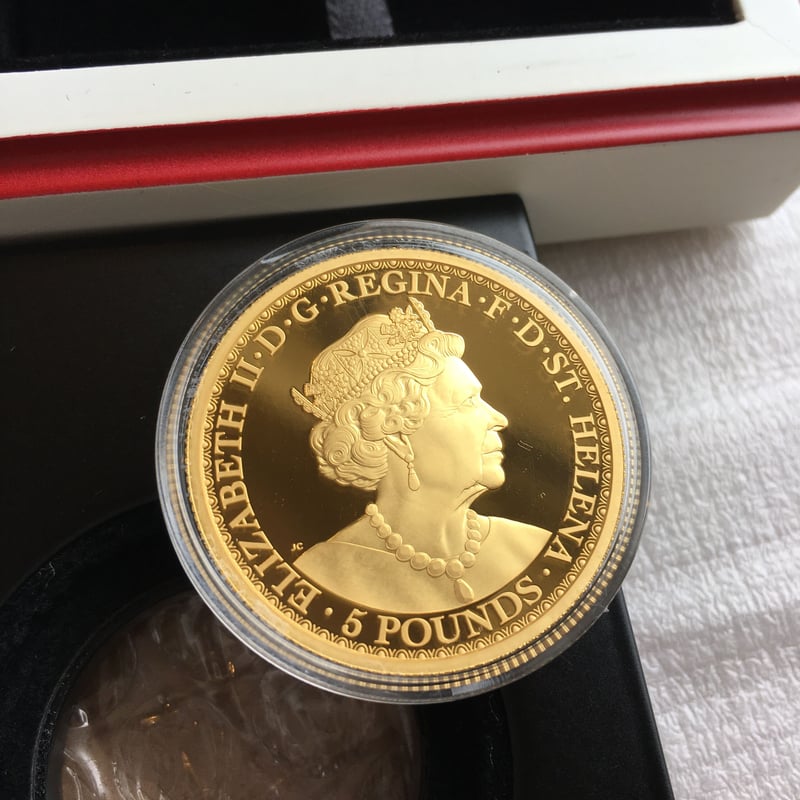 ELIZABETH II·D·G·REGINA·F·D·ST. HELENA
· 5 POUNDS ·
JC